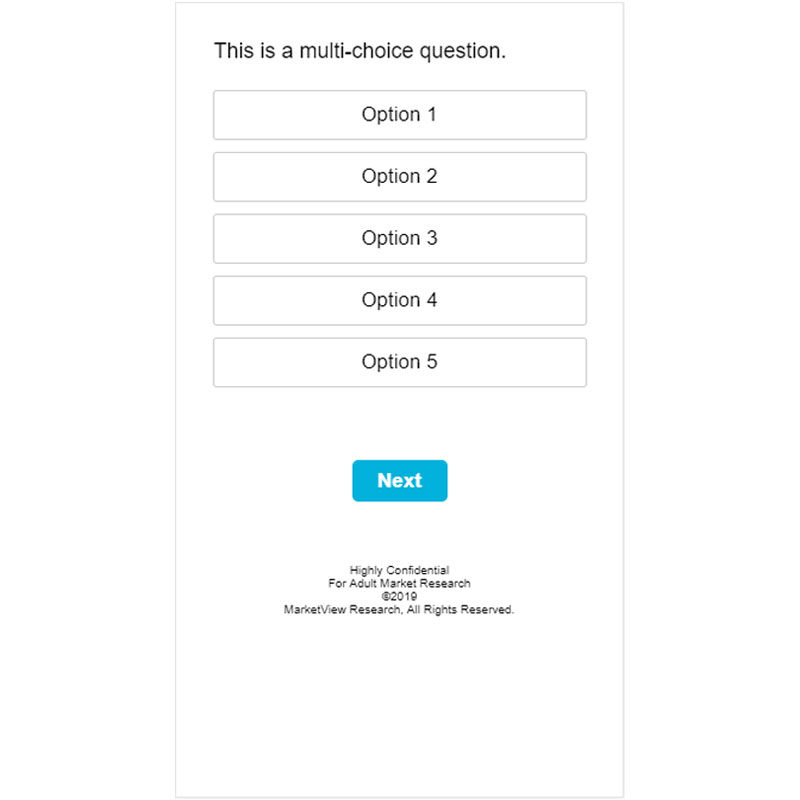 This is a multi-choice question.
Option 1
Option 2
Option 3
Option 4
Option 5
Next
Highly Confidential
For Adult Market Research
©2019
MarketView Research, All Rights Reserved.